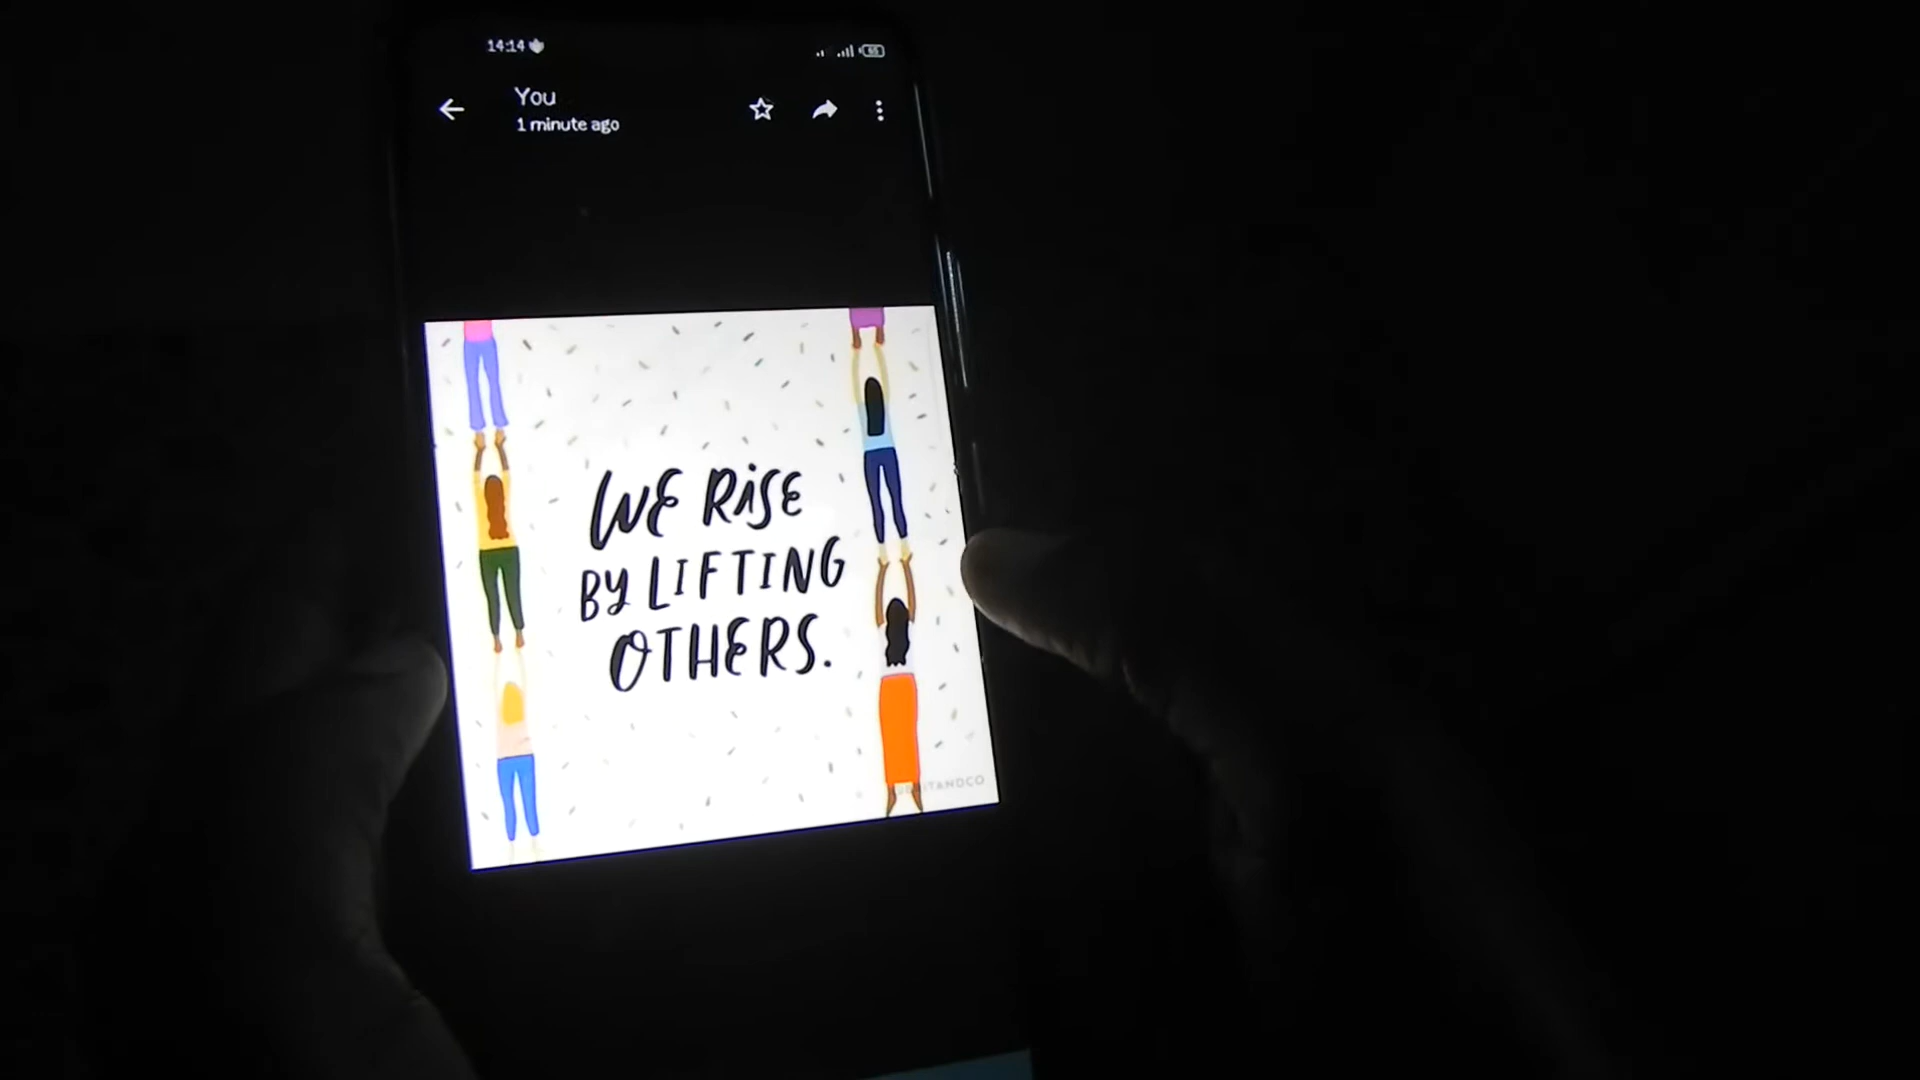 14:14
You
1 minute ago
WE RISE
BY LIFTING
OTHERS.